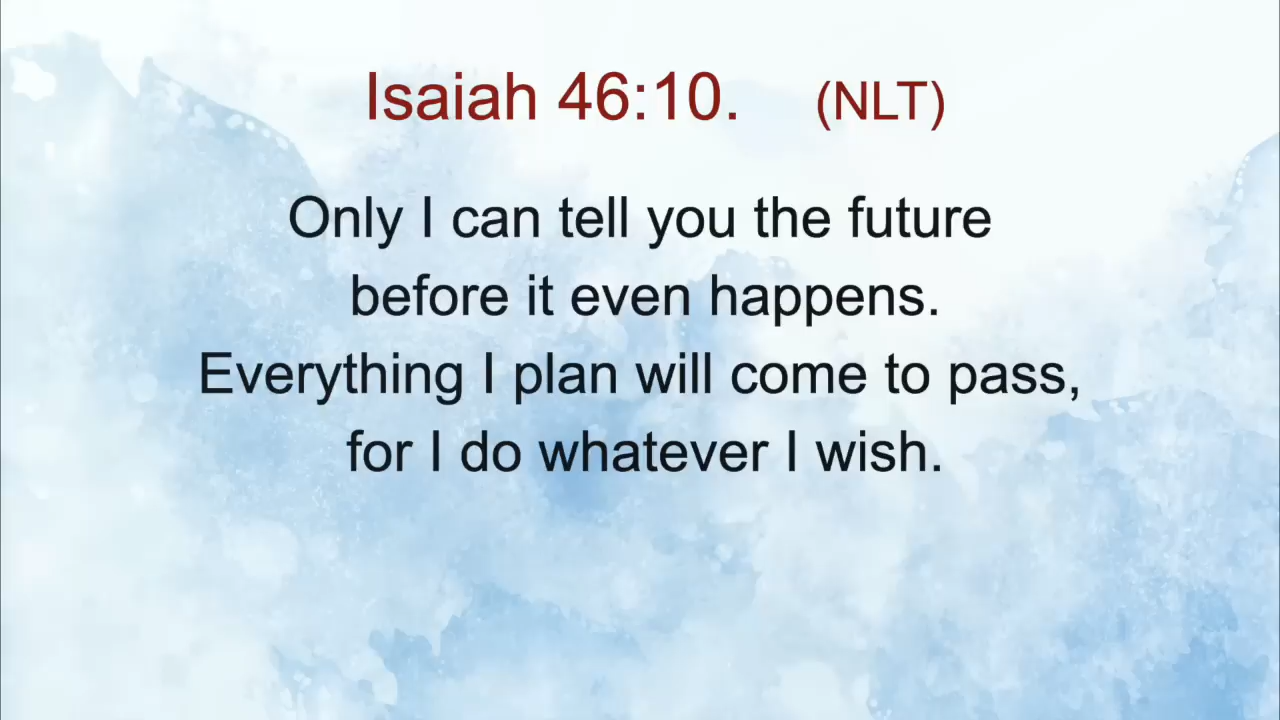 Isaiah 46:10. (NLT)
Only I can tell you the future
before it even happens.
Everything I plan will come to pass,
for I do whatever I wish.